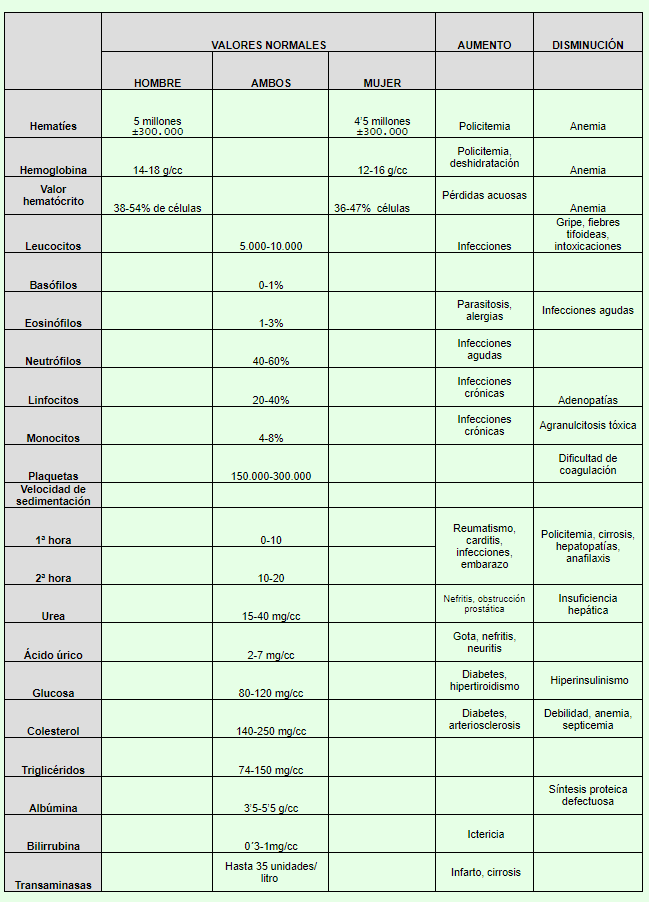 VALORES NORMALES AUMENTO DISMINUCIÓN
HOMBRE AMBOS MUJER
Hematíes 5 millones ±300.000 4'5 millones ±300.000 Policitemia Anemia
Hemoglobina 14-18 g/cc 12-16 g/cc Policitemia, deshidratación Anemia
Valor hematócrito 38-54% de células 36-47% células Pérdidas acuosas Anemia
Leucocitos 5.000-10.000 Infecciones Gripe, fiebres tifoideas, intoxicaciones
Basófilos 0-1%
Eosinófilos 1-3% Parasitosis, alergias Infecciones agudas
Neutrófilos 40-60% Infecciones agudas
Linfocitos 20-40% Infecciones crónicas Adenopatías
Monocitos 4-8% Infecciones crónicas Agranulcitosis tóxica
Plaquetas 150.000-300.000 Dificultad de coagulación
Velocidad de sedimentación
1ª hora 0-10 Reumatismo, carditis, infecciones, embarazo Policitemia, cirrosis, hepatopatías, anafilaxis
2ª hora 10-20
Urea 15-40 mg/cc Nefritis, obstrucción prostática Insuficiencia hepática
Ácido úrico 2-7 mg/cc Gota, nefritis, neuritis
Glucosa 80-120 mg/cc Diabetes, hipertiroidismo Hiperinsulinismo
Colesterol 140-250 mg/cc Diabetes, arteriosclerosis Debilidad, anemia, septicemia
Triglicéridos 74-150 mg/cc
Albúmina 3'5-5'5 g/cc Síntesis proteica defectuosa
Bilirrubina 0´3-1mg/cc Ictericia
Transaminasas Hasta 35 unidades/ litro Infarto, cirrosis